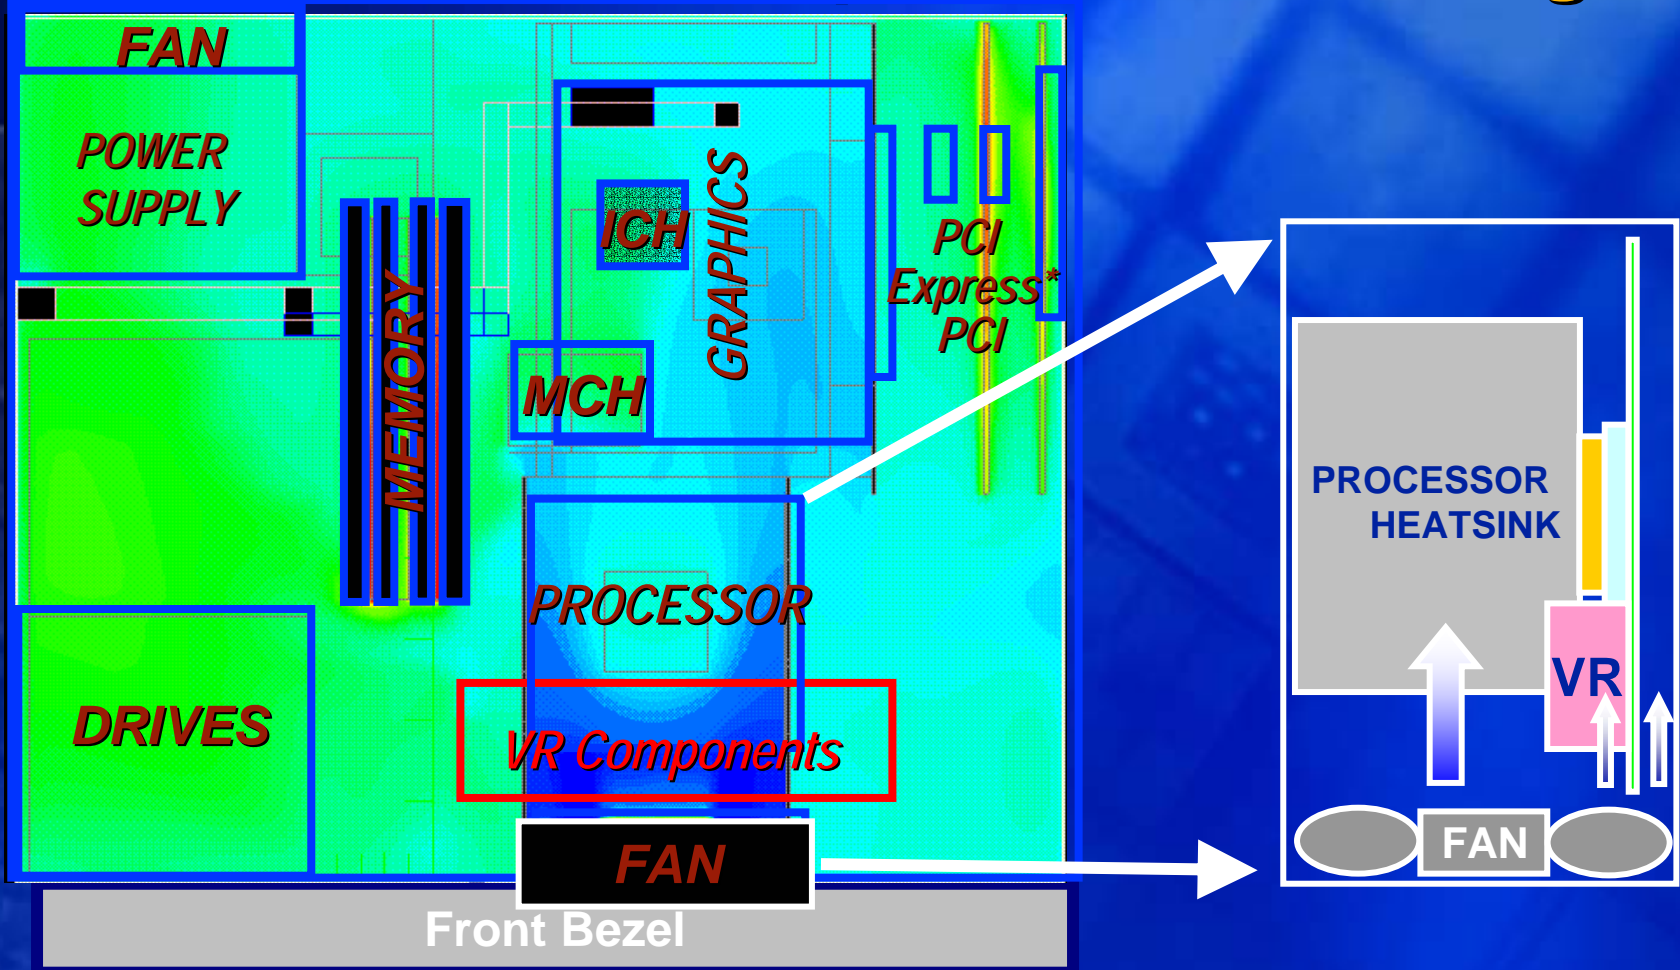 FAN
POWER
SUPPLY
MEMORY
ICH
GRAPHICS
MCH
PCI
Express*
PCI
PROCESSOR
VR Components
DRIVES
FAN
Front Bezel
PROCESSOR
HEATSINK
VR
FAN